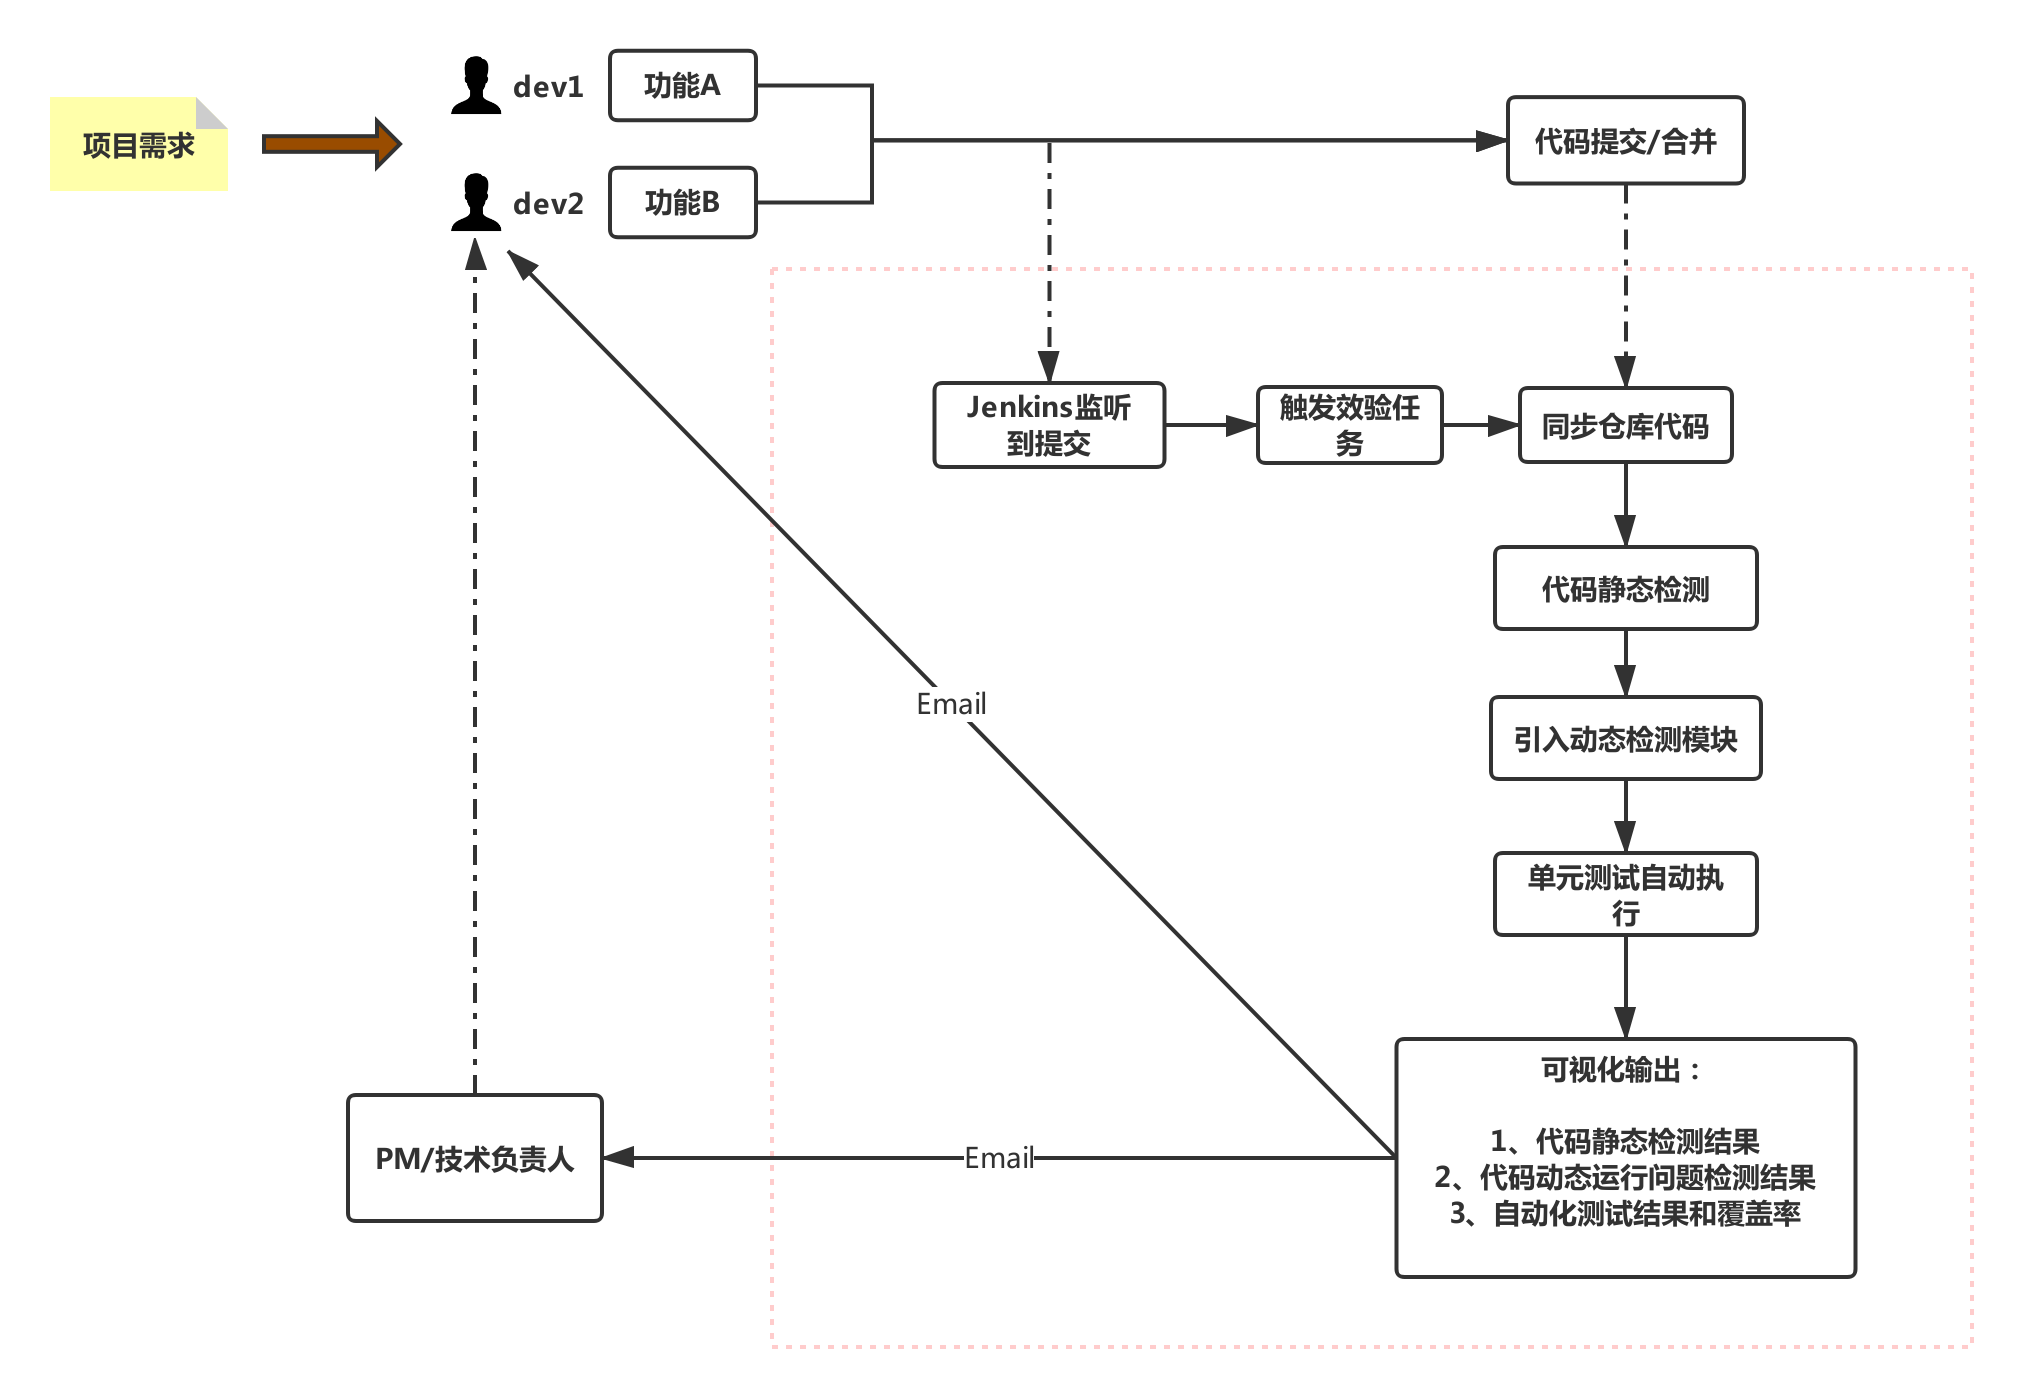 项目需求
dev1
功能A
dev2
功能B
代码提交/合并
Jenkins监听
到提交
触发效验任
务
同步仓库代码
代码静态检测
引入动态检测模块
单元测试自动执
行
Email
可视化输出：
1、代码静态检测结果
2、代码动态运行问题检测结果
3、自动化测试结果和覆盖率
Email
PM/技术负责人